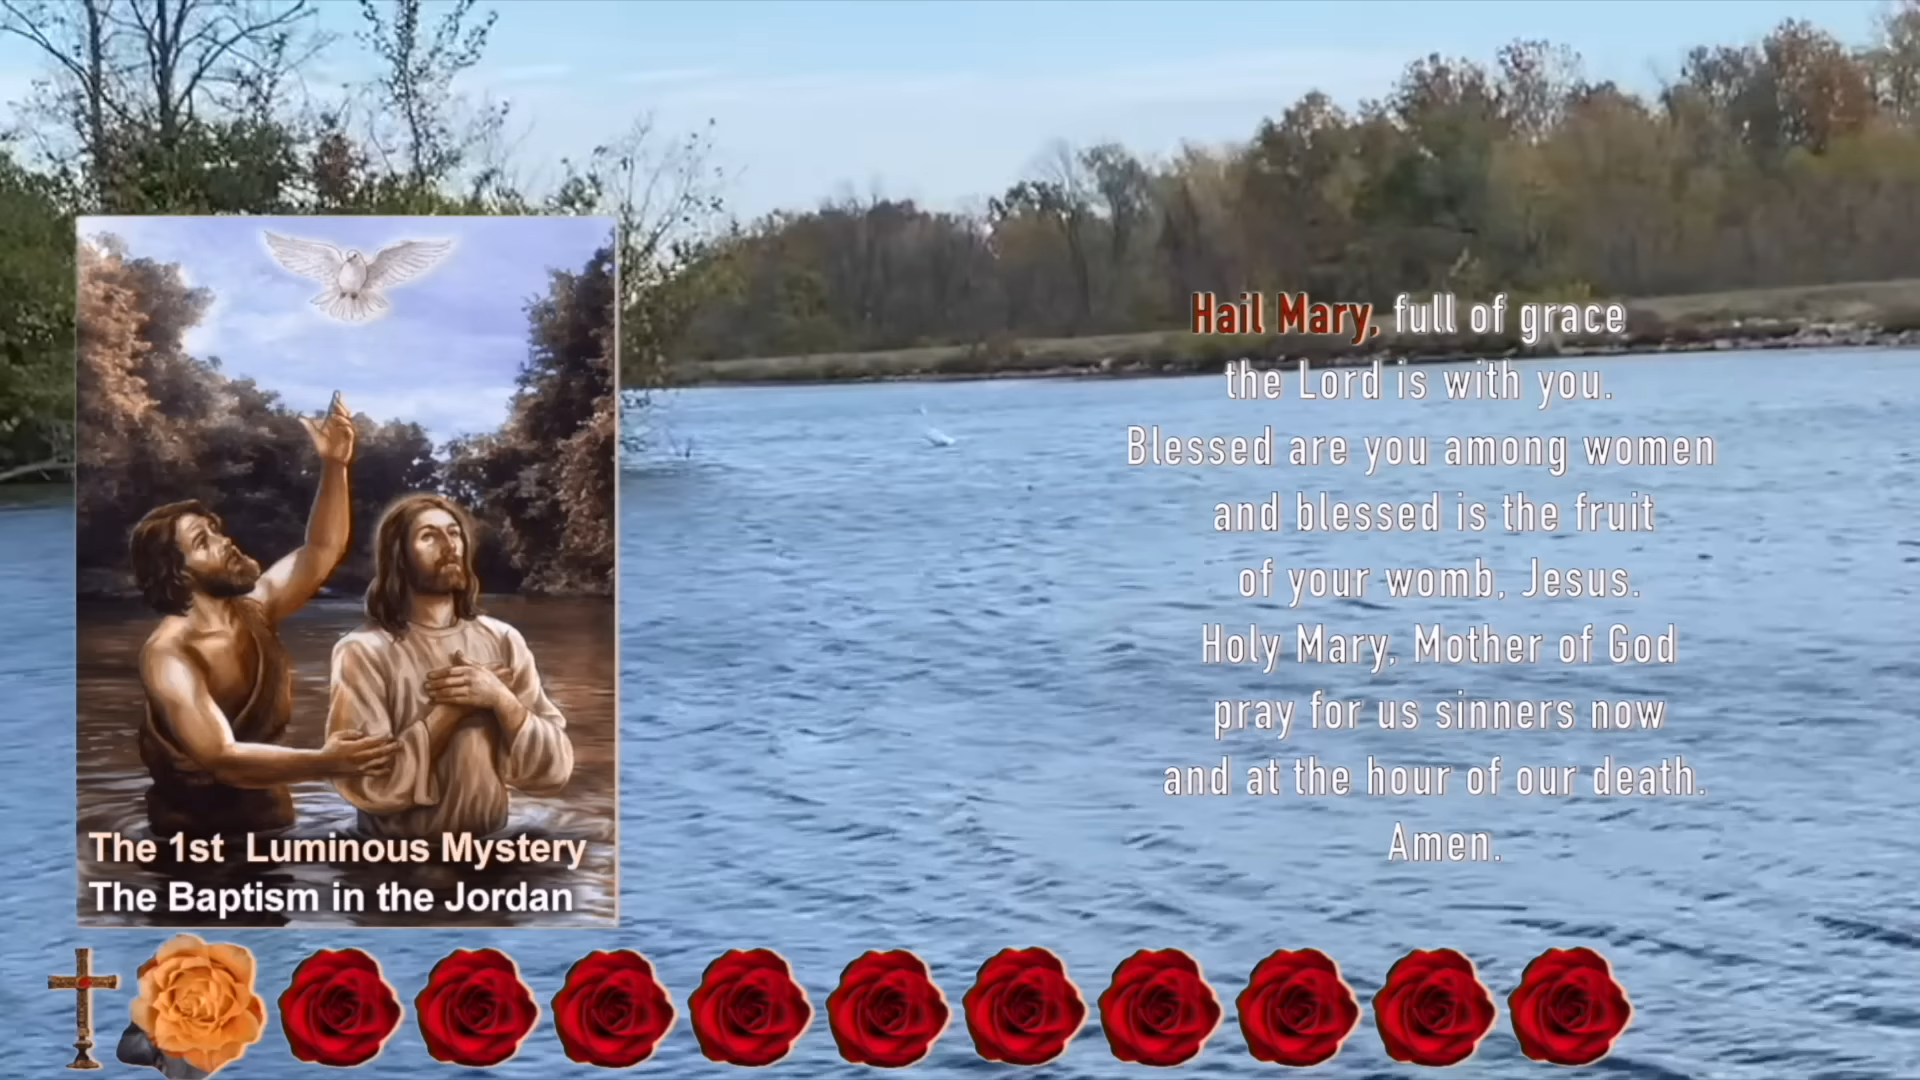 Hail Mary, full of grace
the Lord is with you.
Blessed are you among women
and blessed is the fruit
of your womb, Jesus.
Holy Mary, Mother of God
pray for us sinners now
and at the hour of our death.
Amen.
The 1st Luminous Mystery
The Baptism in the Jordan